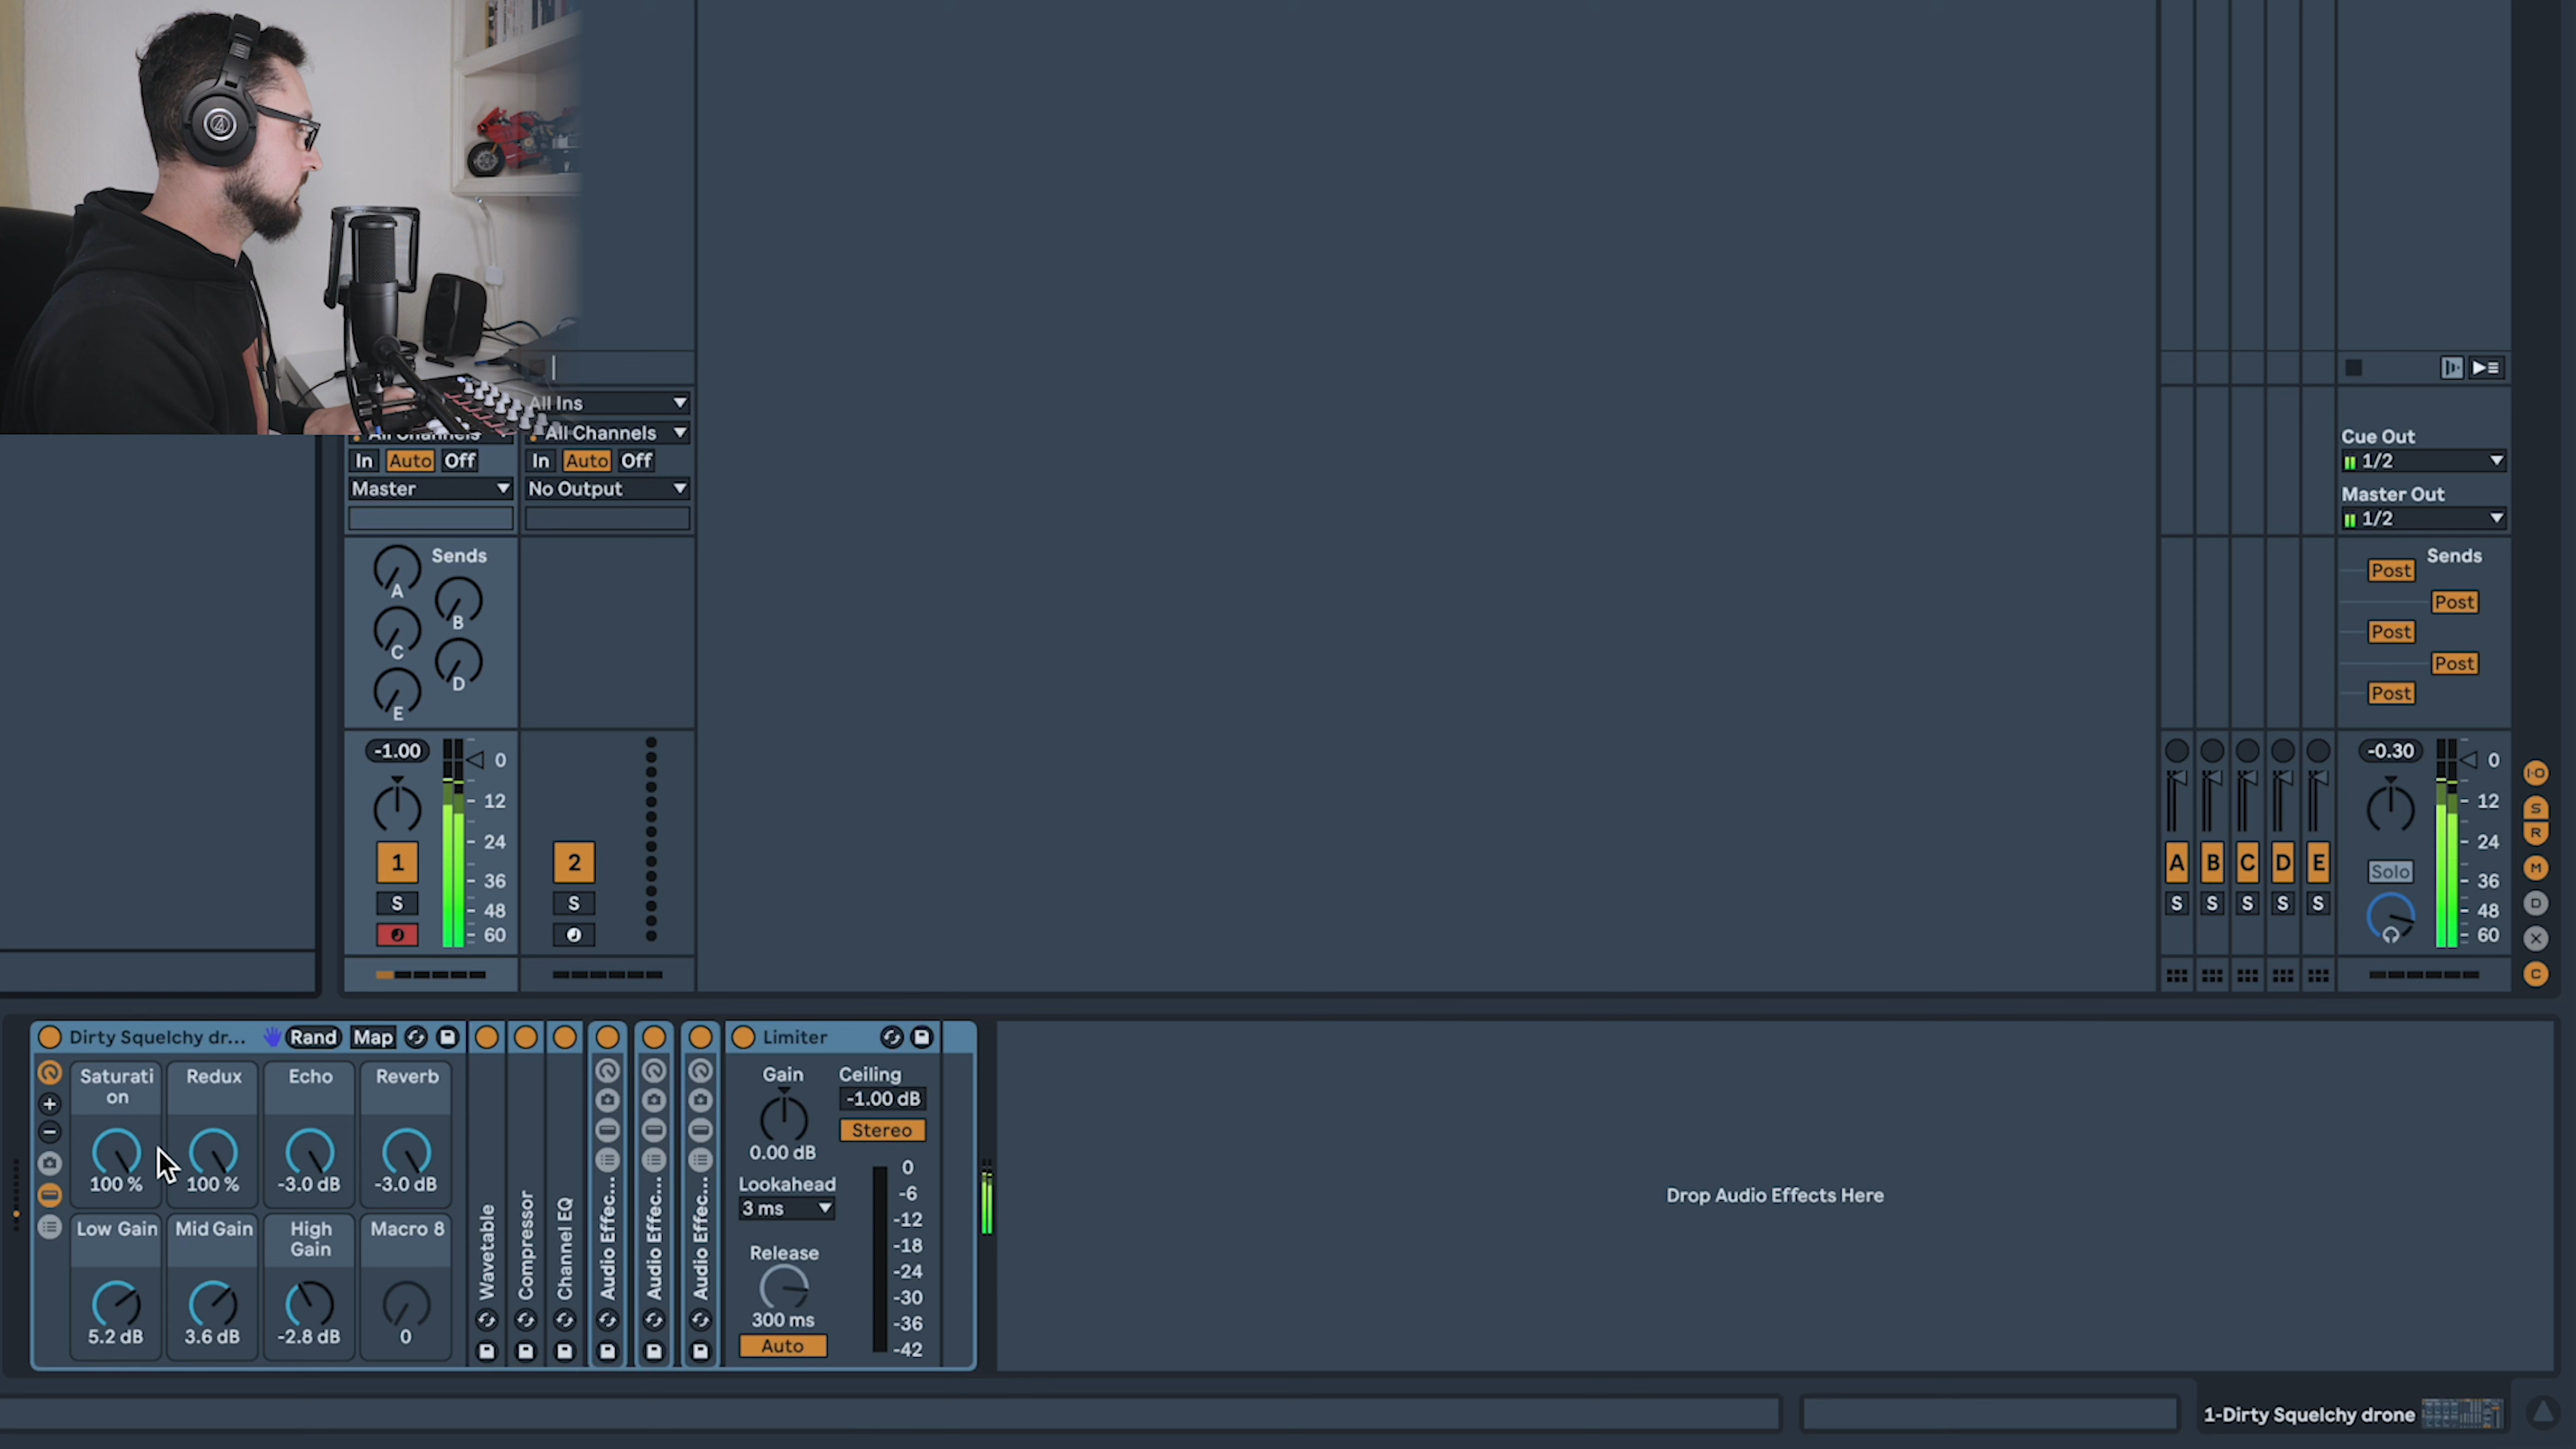 All Ins
All Channels
All Channels
In Auto Off
In Auto Off
Master
No Output
Cue Out
1/2
Master Out
1/2
Sends
A
B
C
D
E
Sends
Post
Post
Post
Post
Post
-1.00
0
12
24
36
48
60
1
S
2
S
A B C D E
S S S S S
-0.30
0
12
24
36
48
60
Solo
I-O
S
R
M
D
X
C
Dirty Squelchy dr...
Rand
Map
Saturati
on
100 %
Redux
100 %
Echo
-3.0 dB
Reverb
-3.0 dB
Low Gain
5.2 dB
Mid Gain
3.6 dB
High
Gain
-2.8 dB
Macro 8
0
Wavetable
Compressor
Channel EQ
Audio Effec...
Audio Effec...
Audio Effec...
Limiter
Gain
0.00 dB
Ceiling
-1.00 dB
Stereo
Lookahead
3 ms
Release
300 ms
Auto
0
-6
-12
-18
-24
-30
-36
-42
Drop Audio Effects Here
1-Dirty Squelchy drone